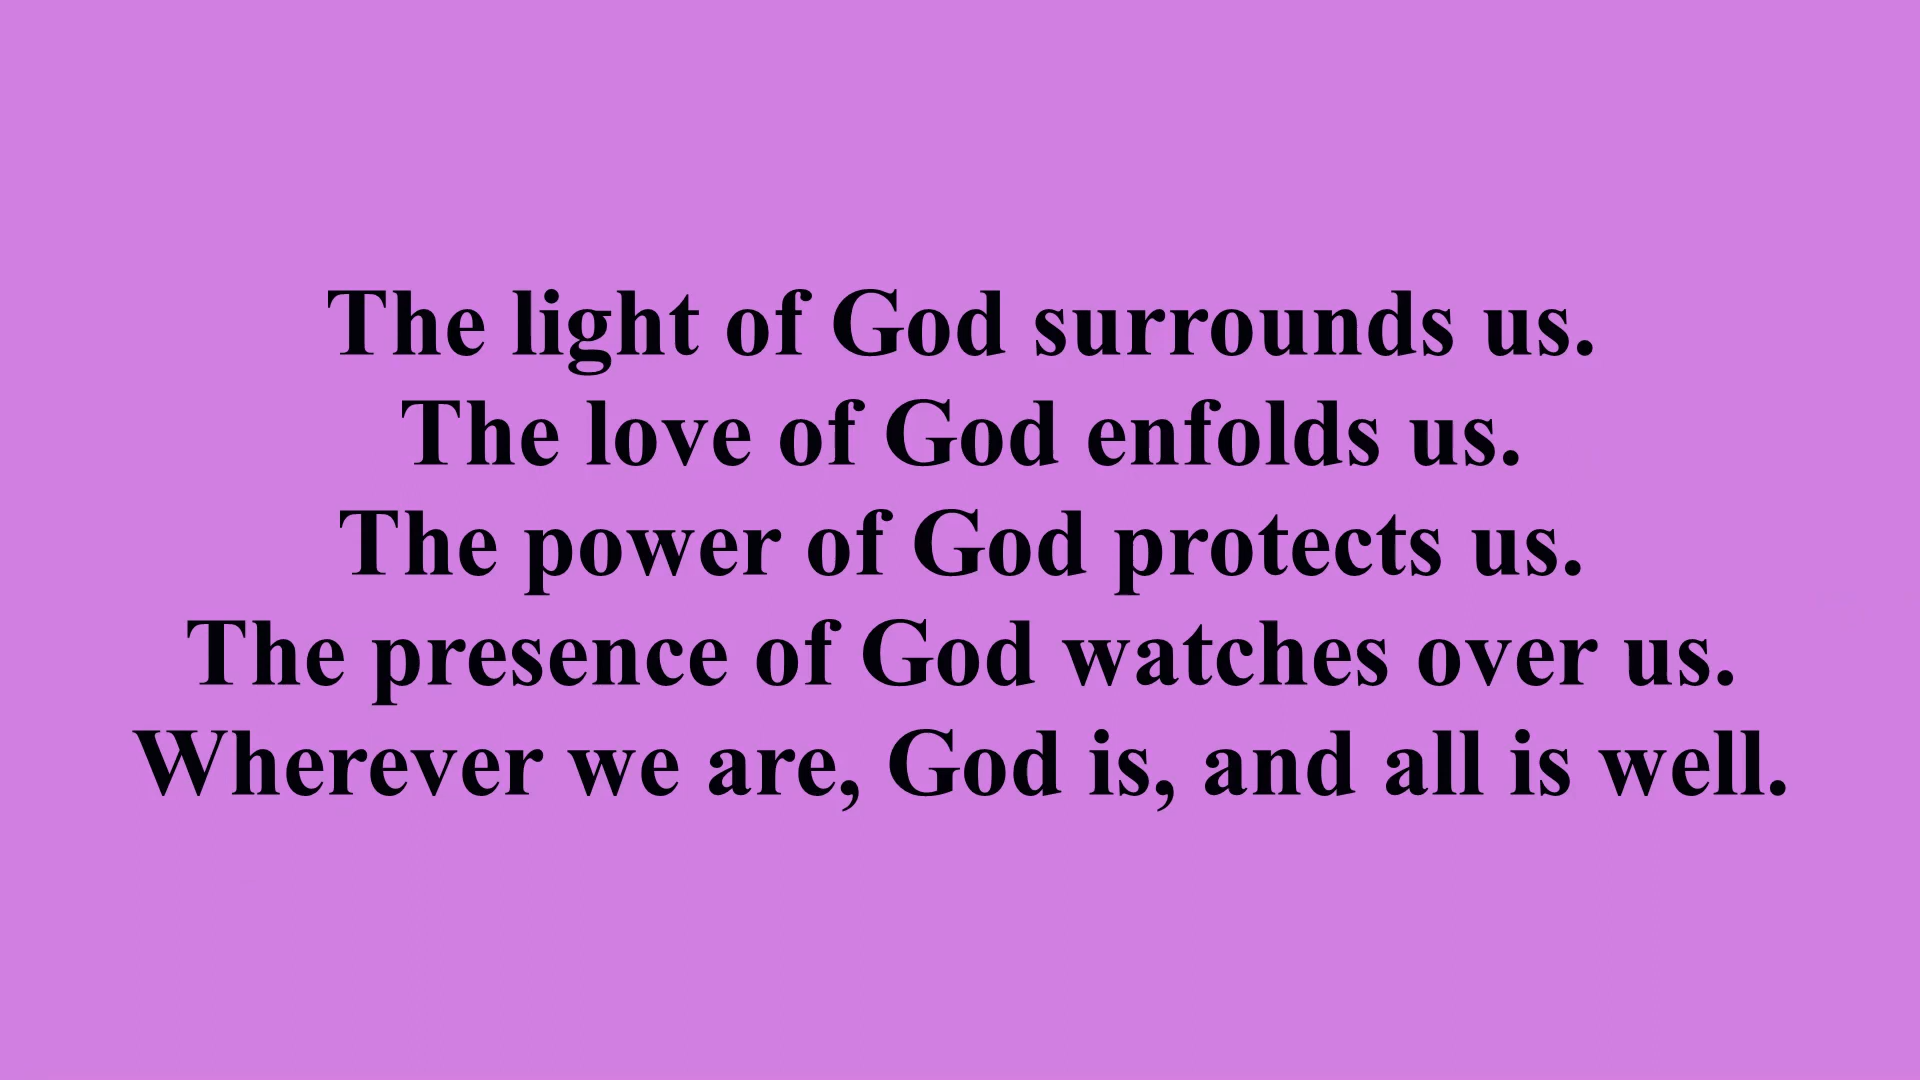 The light of God surrounds us.
The love of God enfolds us.
The power of God protects us.
The presence of God watches over us.
Wherever we are, God is, and all is well.